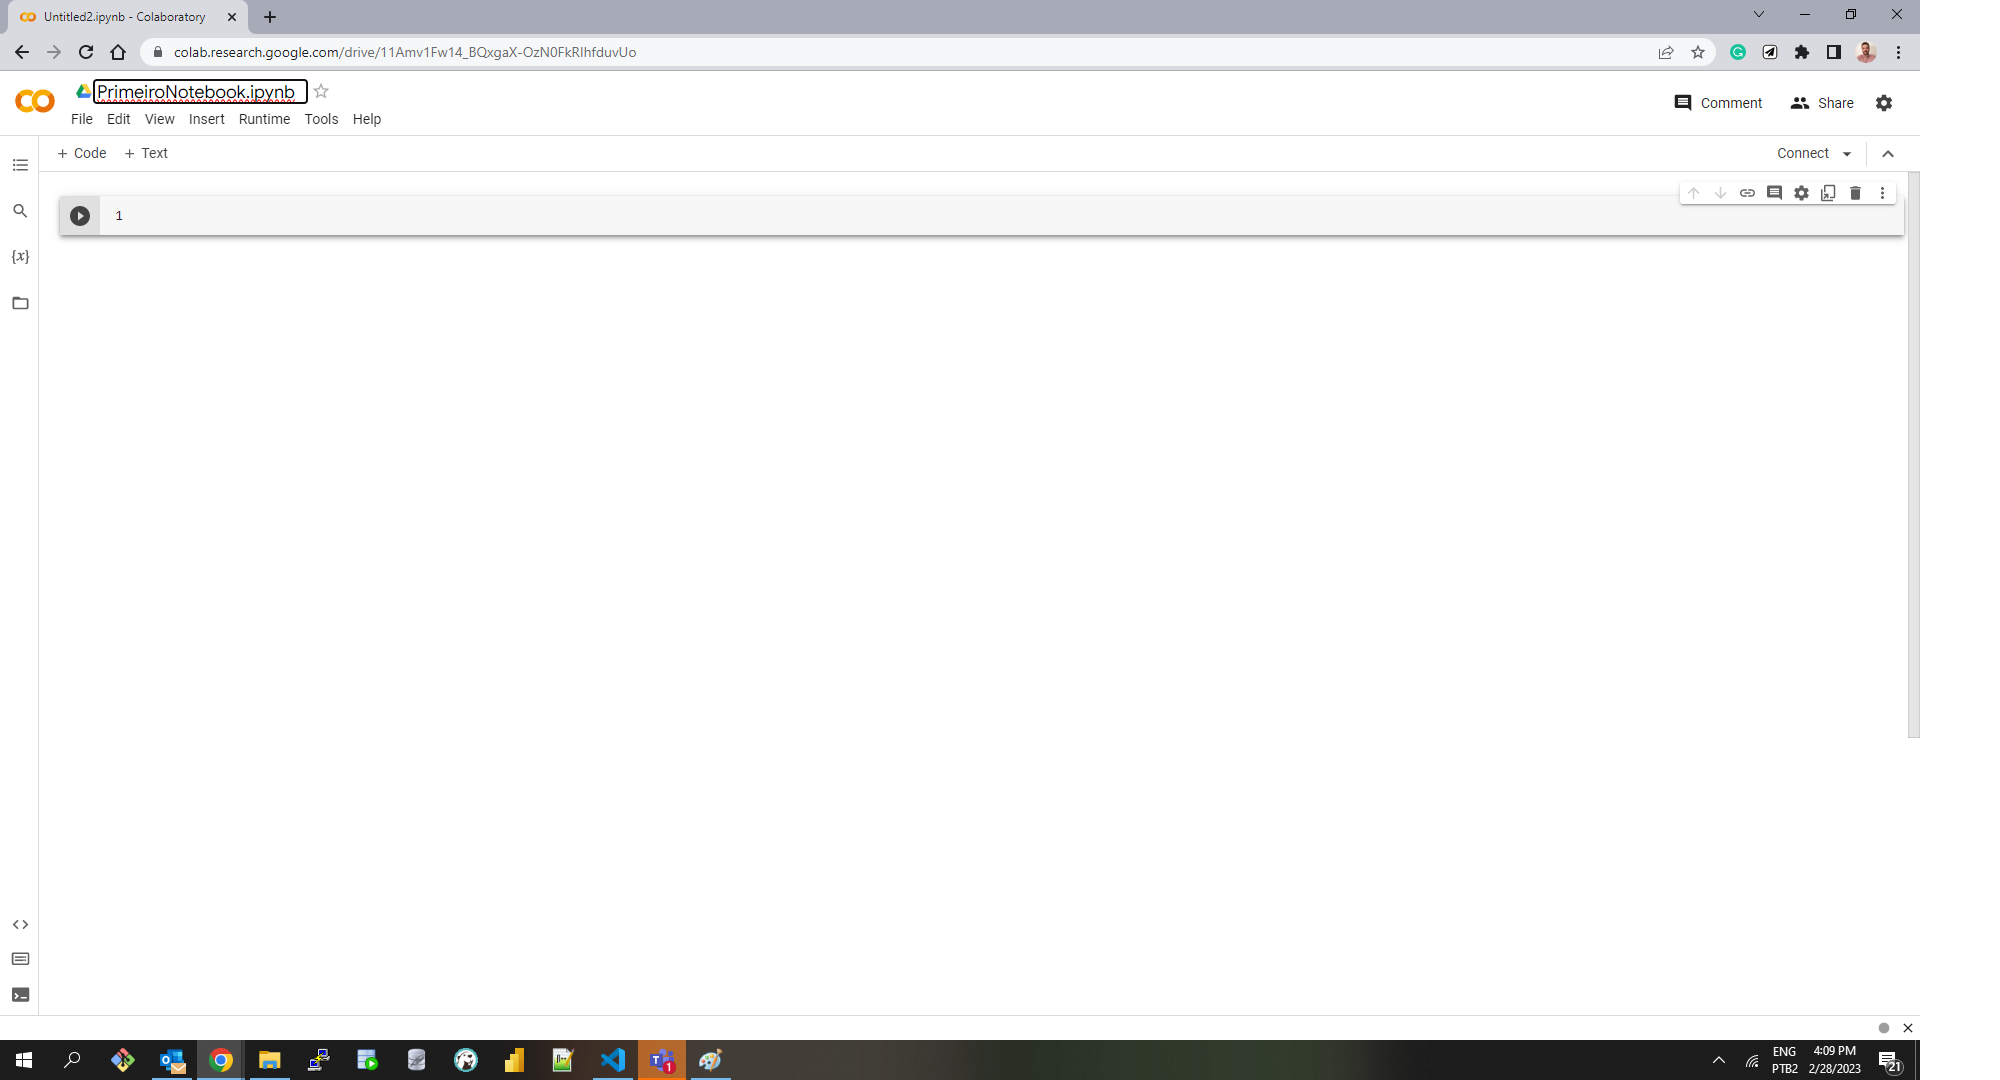 Untitled2.ipynb - Colaboratory
colab.research.google.com/drive/11Amv1Fw14_BQxgaX-OzN0FkRIhfduvUo
PrimeiroNotebook.ipynb
File Edit View Insert Runtime Tools Help
Comment Share
+ Code + Text
Connect
1
{x}
ENG 4:09 PM
PTB2 2/28/2023
1
21